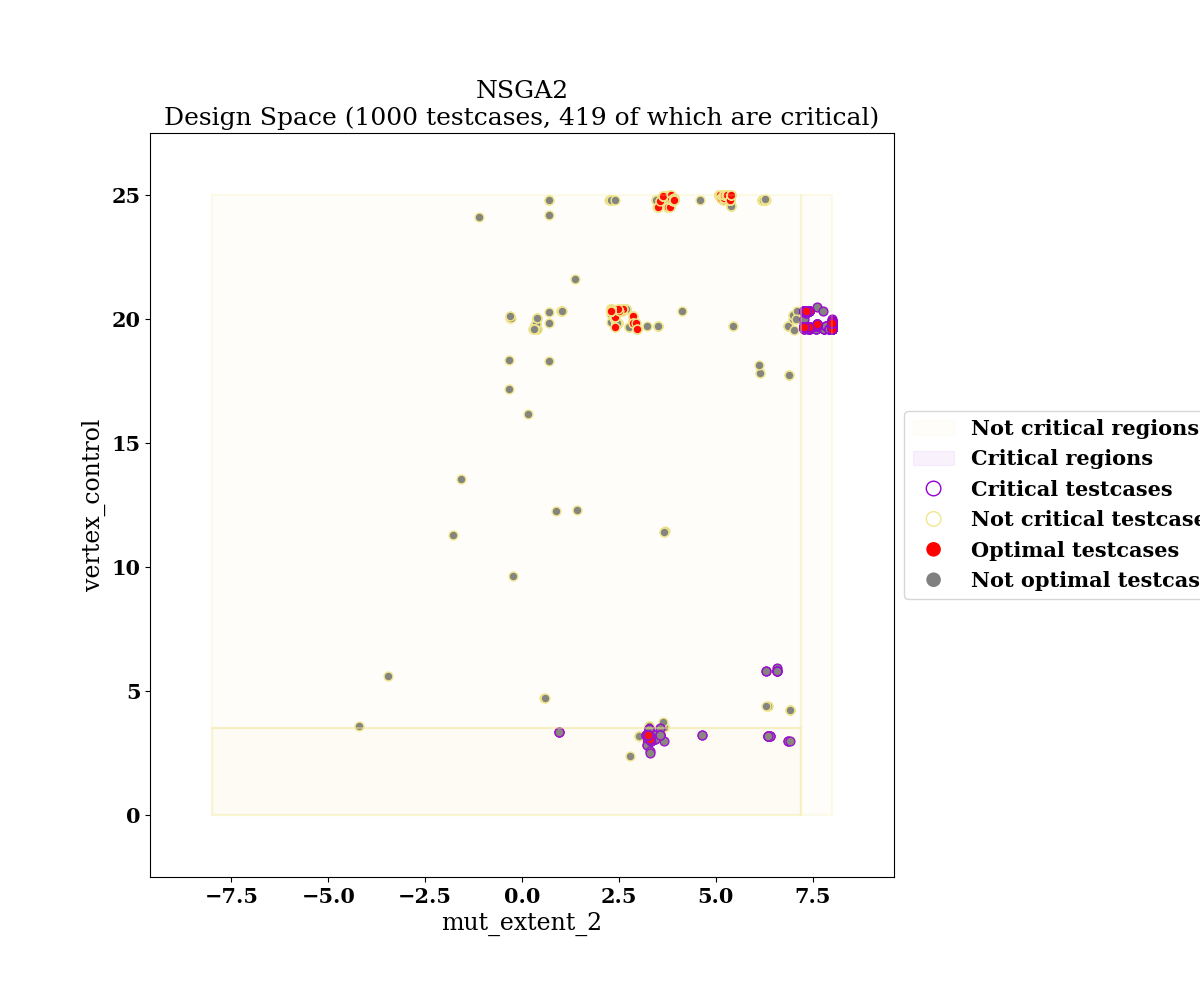 NSGA2
Design Space (1000 testcases, 419 of which are critical)
vertex_control
25
20
15
10
5
0
−7.5 −5.0 −2.5 0.0 2.5 5.0 7.5
mut_extent_2
Not critical regions
Critical regions
Critical testcases
Not critical testcase
Optimal testcases
Not optimal testcas